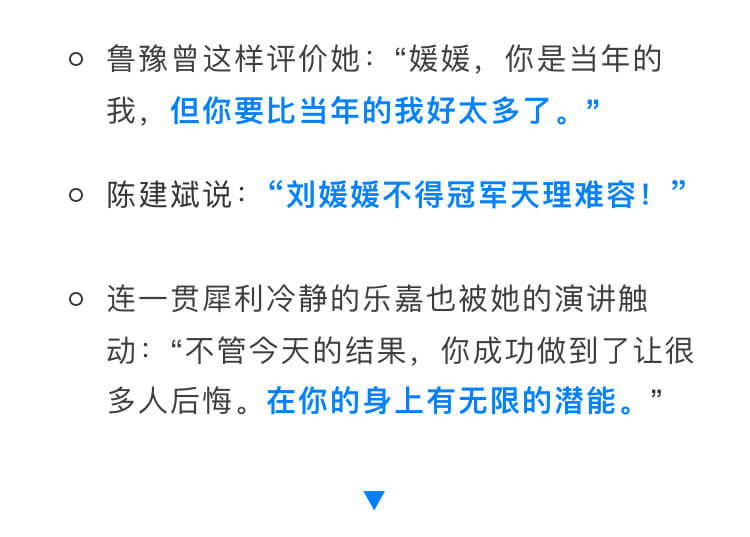 鲁豫曾这样评价她：“媛媛，你是当年的
我，但你要比当年的我好太多了。”
陈建斌说：“刘媛媛不得冠军天理难容！”
连一贯犀利冷静的乐嘉也被她的演讲触
动：“不管今天的结果，你成功做到了让很
多人后悔。在你的身上有无限的潜能。”